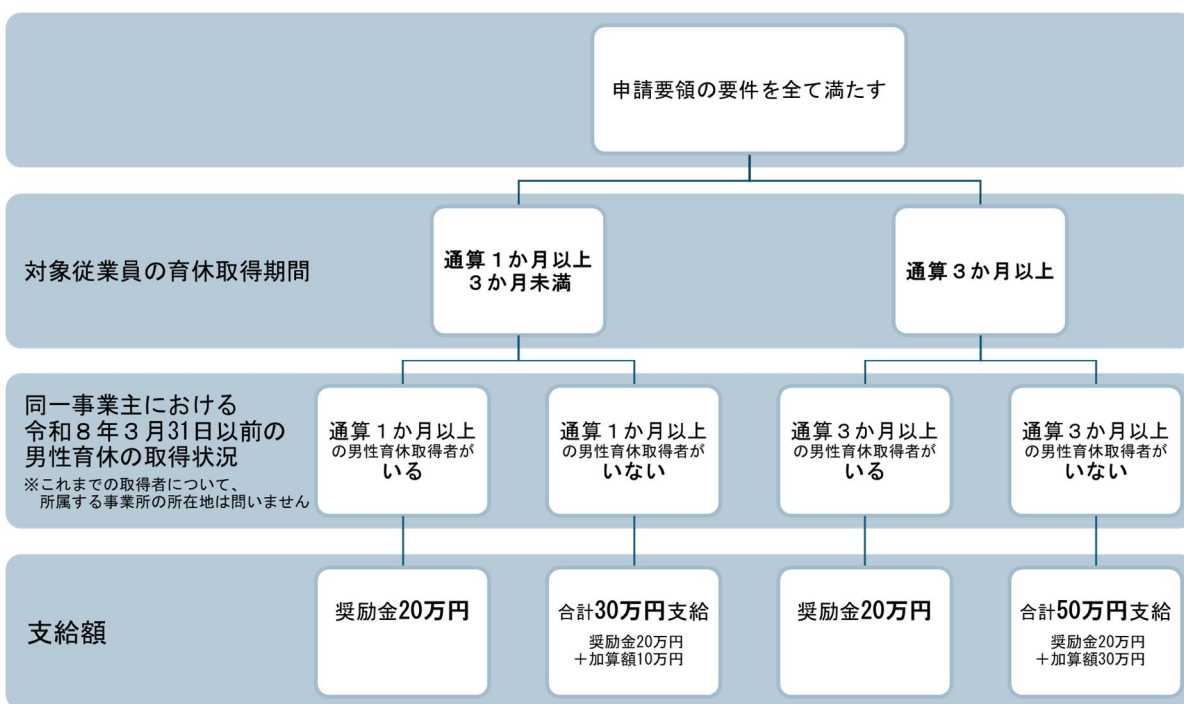 申請要領の要件を全て満たす
対象従業員の育休取得期間
通算１か月以上
３か月未満
通算３か月以上
同一事業主における
令和８年３月31日以前の
男性育休の取得状況
※これまでの取得者について、
所属する事業所の所在地は問いません
通算１か月以上
の男性育休取得者が
いる
通算１か月以上
の男性育休取得者が
いない
通算３か月以上
の男性育休取得者が
いる
通算３か月以上
の男性育休取得者が
いない
支給額
奨励金20万円
合計30万円支給
奨励金20万円
＋加算額10万円
奨励金20万円
合計50万円支給
奨励金20万円
＋加算額30万円